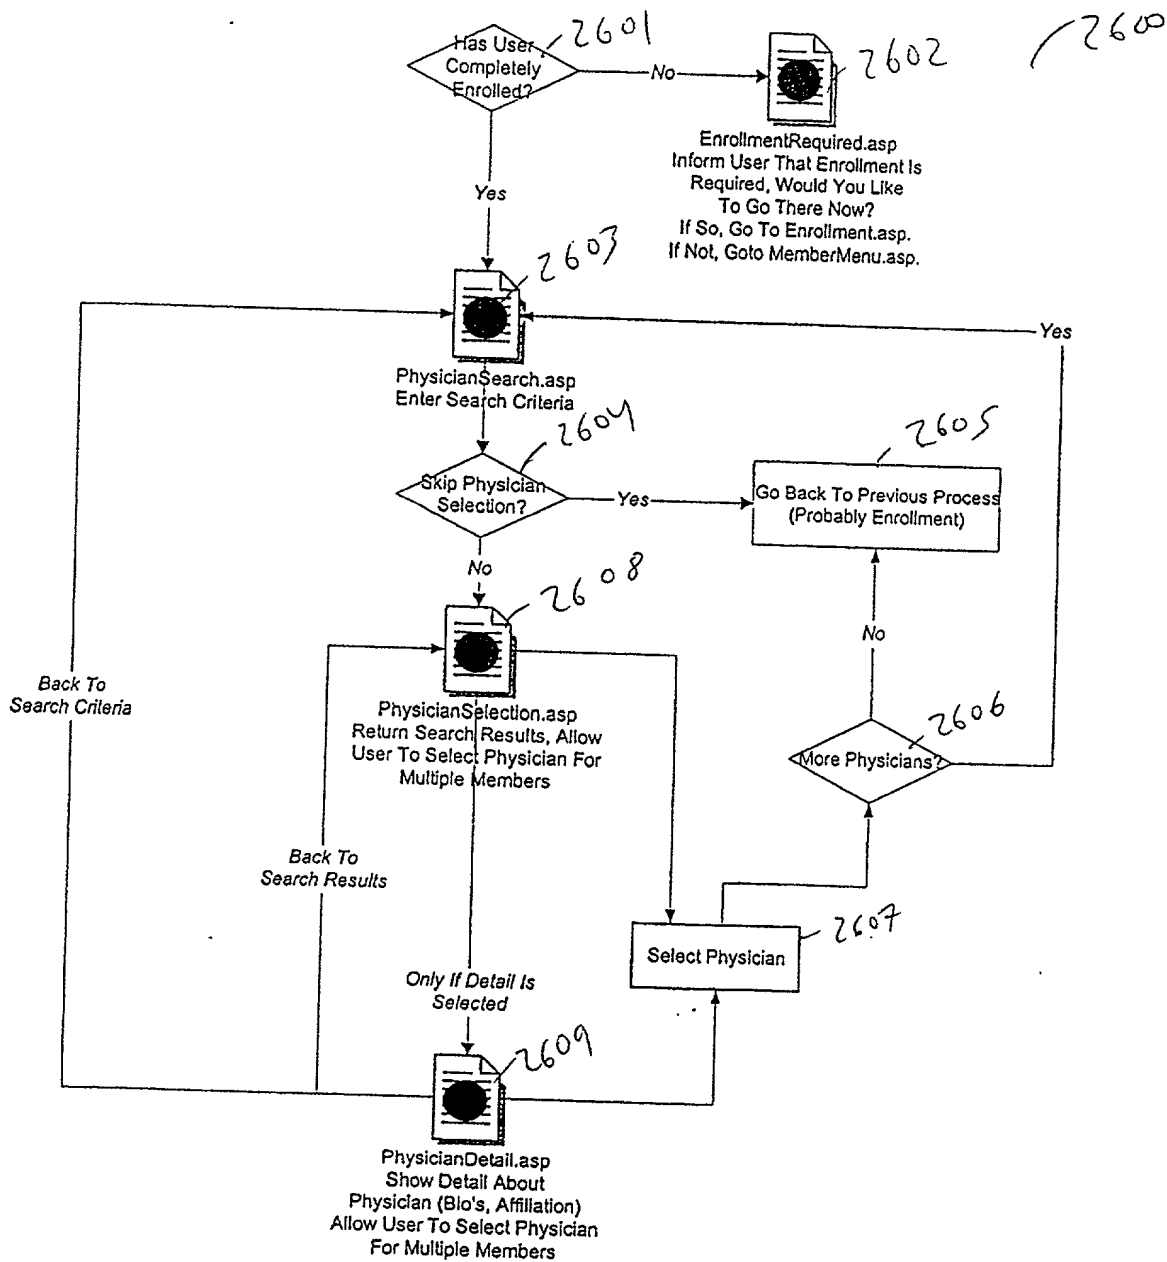 2600
Has User
Completely
Enrolled?
2601
No
2602
EnrollmentRequired.asp
Inform User That Enrollment Is
Required, Would You Like
To Go There Now?
If So, Go To Enrollment.asp.
If Not, Goto MemberMenu.asp.
Yes
2603
Yes
PhysicianSearch.asp
Enter Search Criteria
2604
2605
Skip Physician
Selection?
Yes
Go Back To Previous Process
(Probably Enrollment)
No
2608
No
Back To
Search Criteria
PhysicianSelection.asp
Return Search Results, Allow
User To Select Physician For
Multiple Members
2606
More Physicians?
Back To
Search Results
2607
Select Physician
Only If Detail Is
Selected
2609
PhysicianDetail.asp
Show Detail About
Physician (Bio's, Affiliation)
Allow User To Select Physician
For Multiple Members